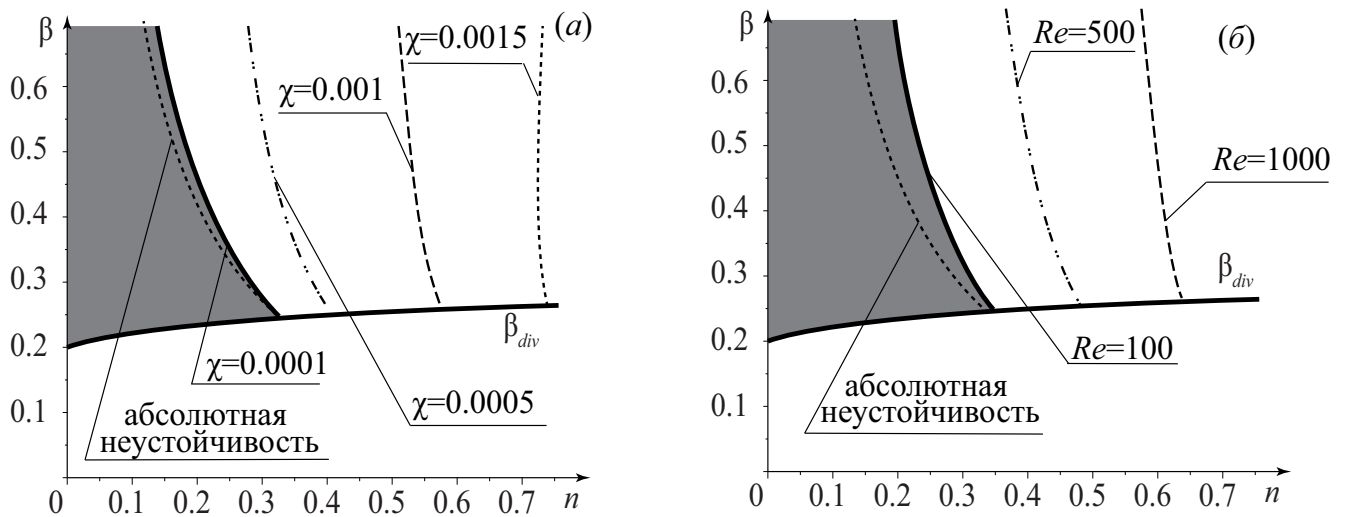 β
(а)
χ=0.0015
χ=0.001
0.6
0.5
0.4
0.3
0.2
0.1
β_div
χ=0.0001
χ=0.0005
абсолютная
неустойчивость
0 0.1 0.2 0.3 0.4 0.5 0.6 0.7 n
β
(б)
Re=500
Re=1000
0.6
0.5
0.4
0.3
0.2
0.1
β_div
Re=100
абсолютная
неустойчивость
0 0.1 0.2 0.3 0.4 0.5 0.6 0.7 n